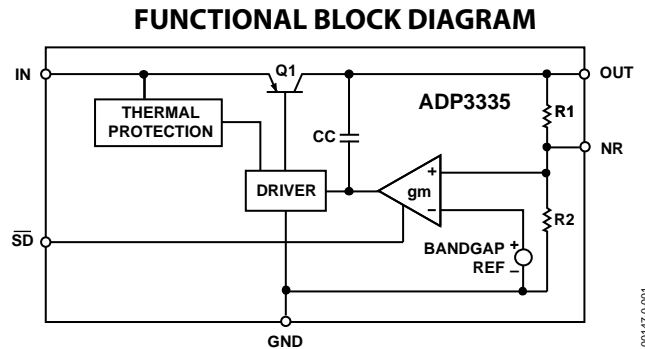 FUNCTIONAL BLOCK DIAGRAM
IN
Q1
OUT
THERMAL
PROTECTION
ADP3335
R1
CC
NR
DRIVER
+
gm
–
R2
SD
BANDGAP
REF
+
–
GND
00147-0-001